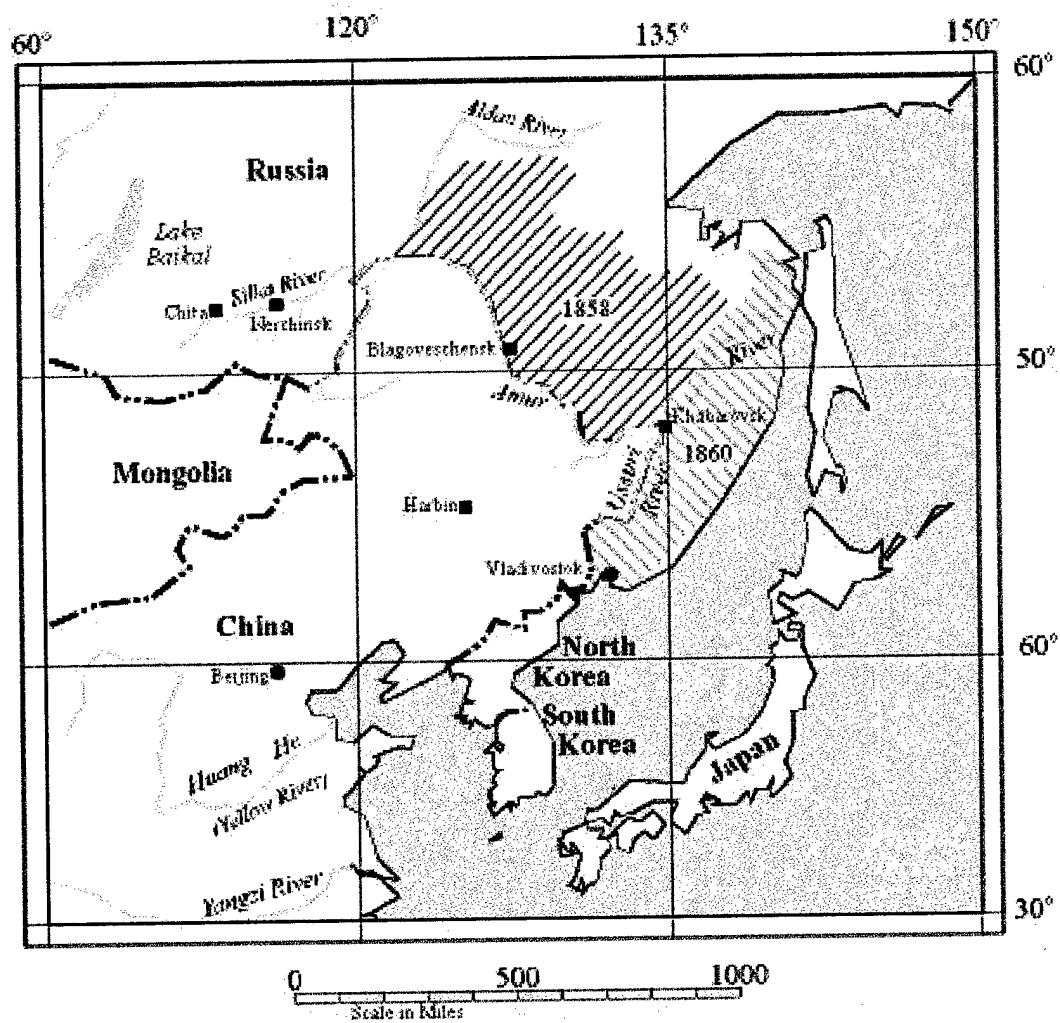 60°
120°
135°
150°
60°
Aldan River
Russia
Lake
Baikal
Silka River
Chita
Nerchinsk
1858
Blagoveschensk
River
50°
Amur
Khabarovsk
1860
Mongolia
Ussuri
River
Harbin
Vladivostok
China
North
Korea
60°
Beijing
South
Korea
Japan
Huang He
(Yellow River)
Yangzi River
30°
0
500
1000
Scale in Miles